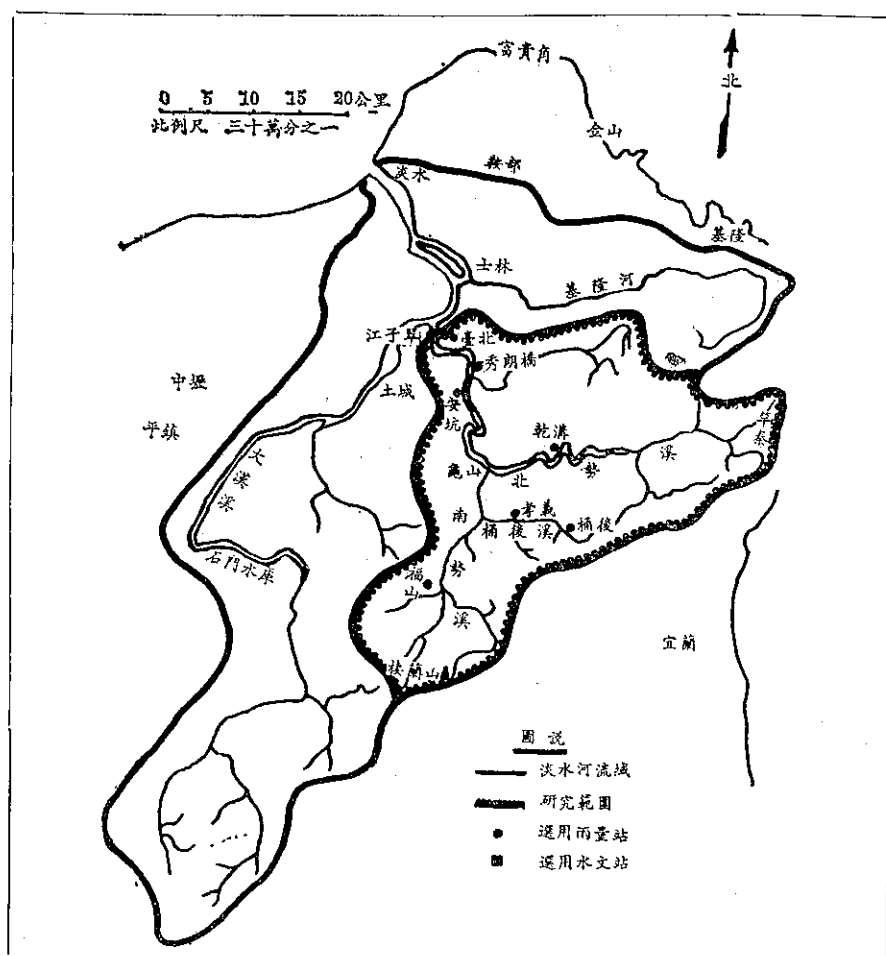 富貴角
北
0 5 10 15 20公里
比例尺 三十萬分之一
金山
鞍部
淡水
基隆
士林
基隆河
江子翠
臺北
秀朗橋
中壢
土城
安坑
平鎮
乾溝
大漢溪
龜山
北勢溪
南勢溪
孝義
桶後溪
桶後
石門水庫
福山
宜蘭
棲蘭山
圖說
淡水河流域
研究範圍
選用雨量站
選用水文站